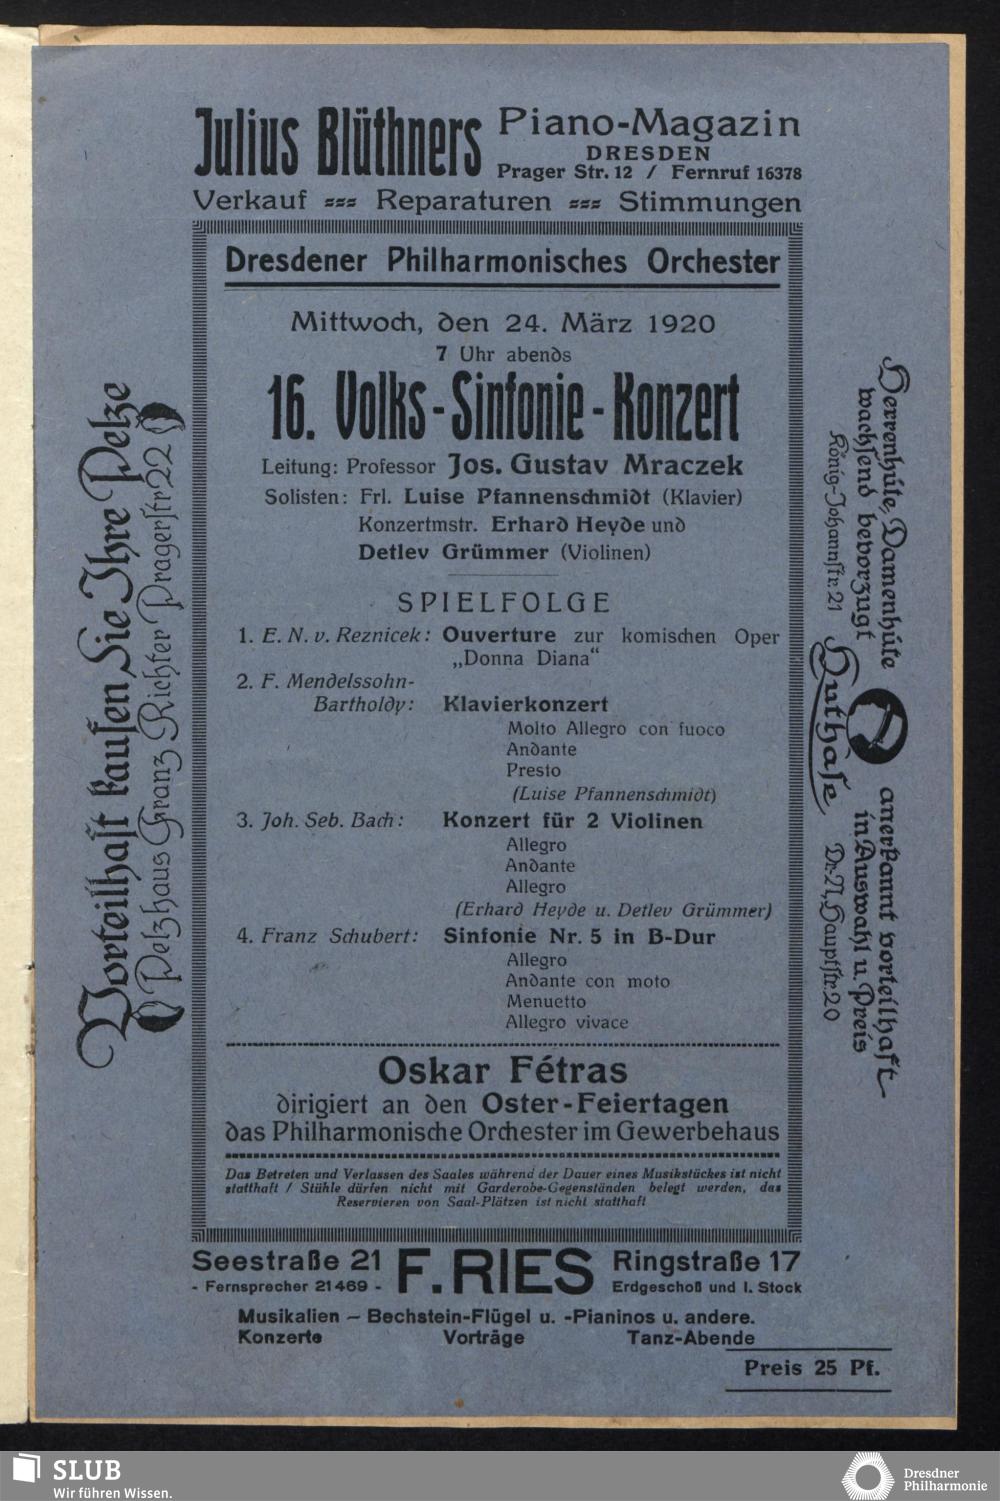 Julius Blüthners
Piano-Magazin
DRESDEN
Prager Str. 12 / Fernruf 16378
Verkauf === Reparaturen === Stimmungen
Dresdener Philharmonisches Orchester
Mittwoch, den 24. März 1920
7 Uhr abends
16. Volks-Sinfonie-Konzert
Leitung: Professor Jos. Gustav Mraczek
Solisten: Frl. Luise Pfannenschmidt (Klavier)
Konzertmstr. Erhard Heyde und
Detlev Grümmer (Violinen)
SPIELFOLGE
1. E. N. v. Reznicek: Ouverture zur komischen Oper
„Donna Diana“
2. F. Mendelssohn-
Bartholdy: Klavierkonzert
Molto Allegro con fuoco
Andante
Presto
(Luise Pfannenschmidt)
3. Joh. Seb. Bach: Konzert für 2 Violinen
Allegro
Andante
Allegro
(Erhard Heyde u. Detlev Grümmer)
4. Franz Schubert: Sinfonie Nr. 5 in B-Dur
Allegro
Andante con moto
Menuetto
Allegro vivace
Oskar Fétras
dirigiert an den Oster-Feiertagen
das Philharmonische Orchester im Gewerbehaus
Das Betreten und Verlassen des Saales während der Dauer eines Musikstückes ist nicht
statthaft / Stühle dürfen nicht mit Garderobe-Gegenständen belegt werden, das
Reservieren von Saal-Plätzen ist nicht statthaft
Vorteilhaft kaufen Sie Ihre Pelze
Pelzhaus Franz Richter Pragerstr 22
Herrenhüte, Damenhüte
wachsend bevorzugt
König-Johannstr. 21
Huthase
anerkannt vorteilhaft
in Auswahl u. Preis
Dr.-N., Hauptstr. 20
Seestraße 21 F. RIES Ringstraße 17
- Fernsprecher 21469 - Erdgeschoß und I. Stock
Musikalien — Bechstein-Flügel u. -Pianinos u. andere.
Konzerte Vorträge Tanz-Abende
Preis 25 Pf.
SLUB
Wir führen Wissen.
Dresdner
Philharmonie